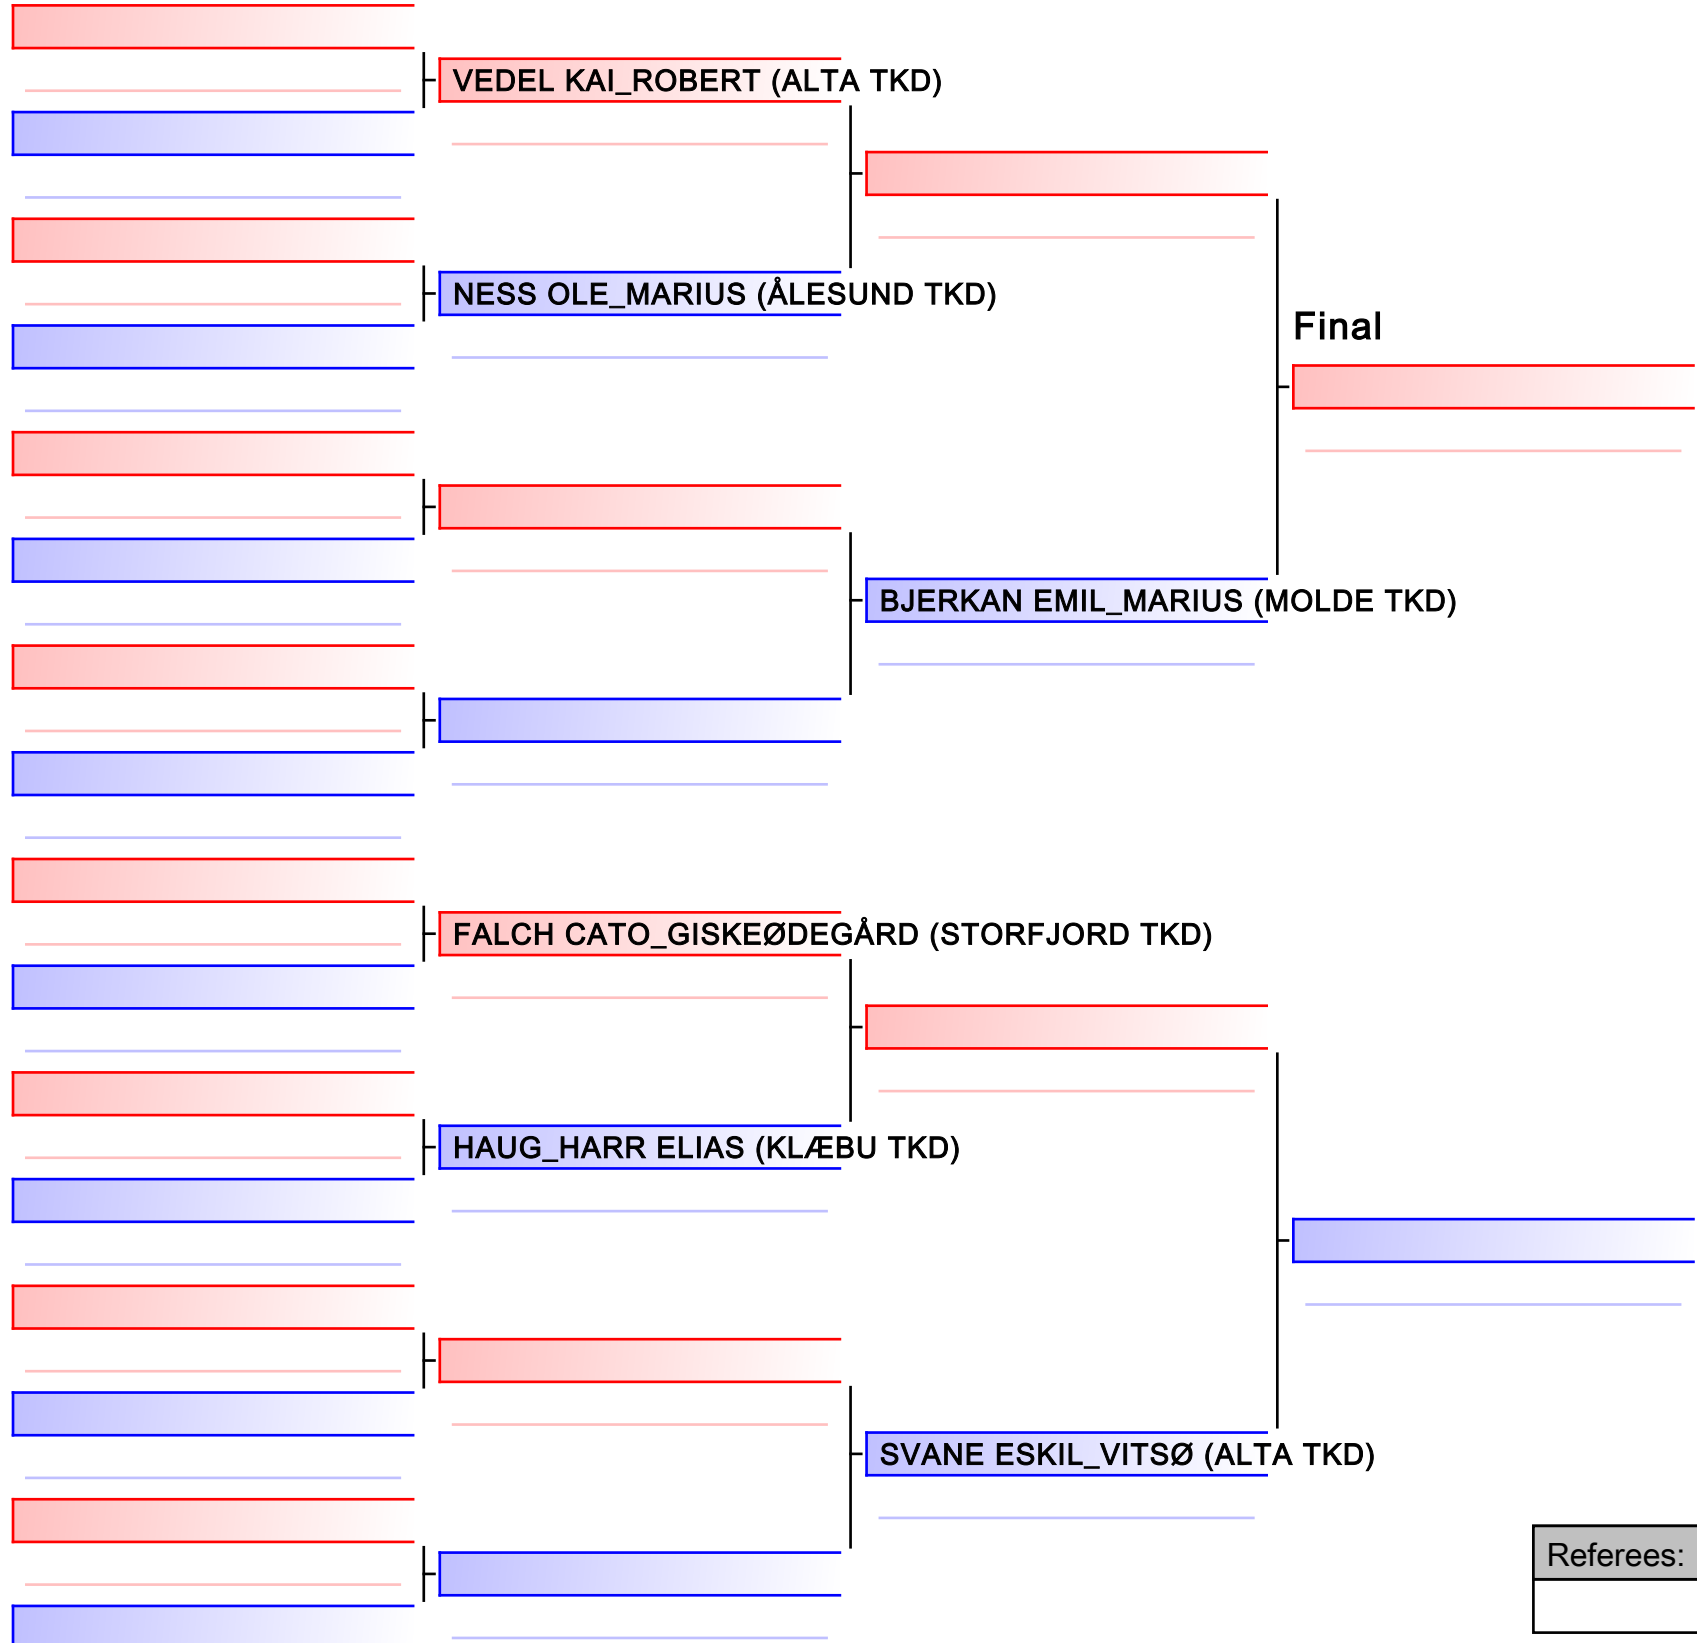 VEDEL KAI_ROBERT (ALTA TKD)
NESS OLE_MARIUS (ÅLESUND TKD)
Final
BJERKAN EMIL_MARIUS (MOLDE TKD)
FALCH CATO_GISKEØDEGÅRD (STORFJORD TKD)
HAUG_HARR ELIAS (KLÆBU TKD)
SVANE ESKIL_VITSØ (ALTA TKD)
Referees: